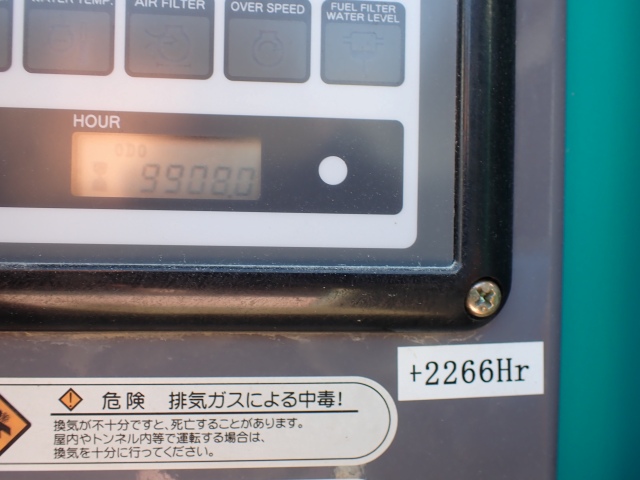 WATER TEMP.
AIR FILTER
OVER SPEED
FUEL FILTER
WATER LEVEL
HOUR
ODO
9908.0
+2266Hr
危険 排気ガスによる中毒!
換気が不十分ですと、死亡することがあります。
屋内やトンネル内等で運転する場合は、
換気を十分に行ってください。